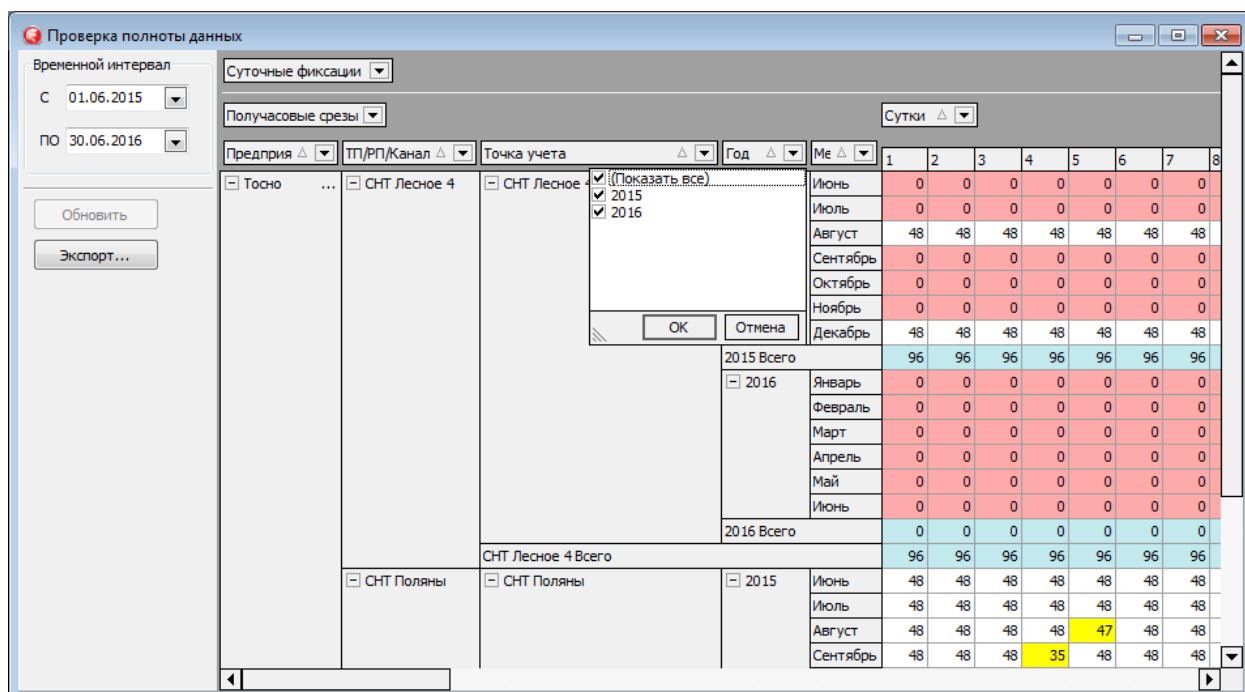 Проверка полноты данных
Временной интервал
С 01.06.2015
ПО 30.06.2016
Обновить
Экспорт...
Суточные фиксации
Получасовые срезы Сутки
Предприя ТП/РП/Канал Точка учета Год Ме 1 2 3 4 5 6 7 8
Тосно ... СНТ Лесное 4 СНТ Лесное 4 Июнь 0 0 0 0 0 0 0
(Показать все)
2015
2016
OK Отмена
Июль 0 0 0 0 0 0 0
Август 48 48 48 48 48 48 48
Сентябрь 0 0 0 0 0 0 0
Октябрь 0 0 0 0 0 0 0
Ноябрь 0 0 0 0 0 0 0
Декабрь 48 48 48 48 48 48 48
2015 Всего 96 96 96 96 96 96 96
2016 Январь 0 0 0 0 0 0 0
Февраль 0 0 0 0 0 0 0
Март 0 0 0 0 0 0 0
Апрель 0 0 0 0 0 0 0
Май 0 0 0 0 0 0 0
Июнь 0 0 0 0 0 0 0
2016 Всего 0 0 0 0 0 0 0
СНТ Лесное 4 Всего 96 96 96 96 96 96 96
СНТ Поляны СНТ Поляны 2015 Июнь 48 48 48 48 48 48 48
Июль 48 48 48 48 48 48 48
Август 48 48 48 48 47 48 48
Сентябрь 48 48 48 35 48 48 48